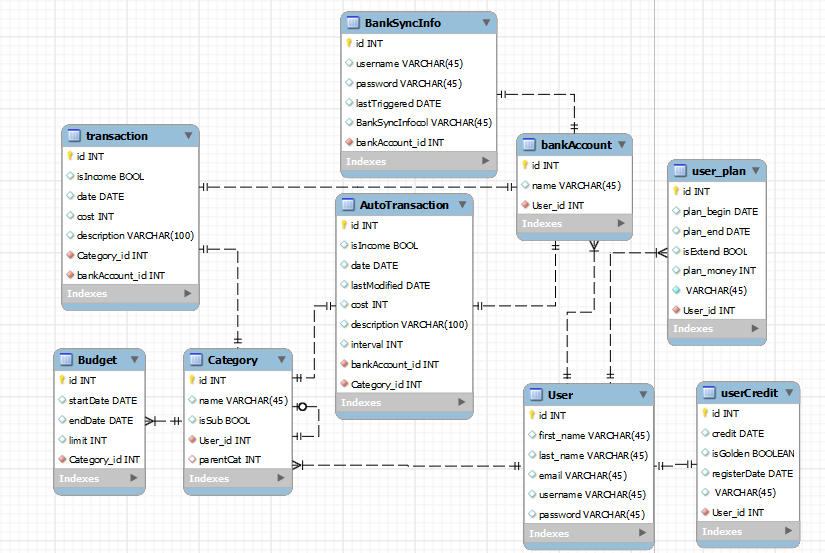 BankSyncInfo
id INT
username VARCHAR(45)
password VARCHAR(45)
lastTriggered DATE
BankSyncInfocol VARCHAR(45)
bankAccount_id INT
Indexes
transaction
id INT
isIncome BOOL
date DATE
cost INT
description VARCHAR(100)
Category_id INT
bankAccount_id INT
Indexes
bankAccount
id INT
name VARCHAR(45)
User_id INT
Indexes
user_plan
id INT
plan_begin DATE
plan_end DATE
isExtend BOOL
plan_money INT
VARCHAR(45)
User_id INT
Indexes
AutoTransaction
id INT
isIncome BOOL
date DATE
lastModified DATE
cost INT
description VARCHAR(100)
interval INT
bankAccount_id INT
Category_id INT
Indexes
Budget
id INT
startDate DATE
endDate DATE
limit INT
Category_id INT
Indexes
Category
id INT
name VARCHAR(45)
isSub BOOL
User_id INT
parentCat INT
Indexes
User
id INT
first_name VARCHAR(45)
last_name VARCHAR(45)
email VARCHAR(45)
username VARCHAR(45)
password VARCHAR(45)
Indexes
userCredit
id INT
credit DATE
isGolden BOOLEAN
registerDate DATE
VARCHAR(45)
User_id INT
Indexes